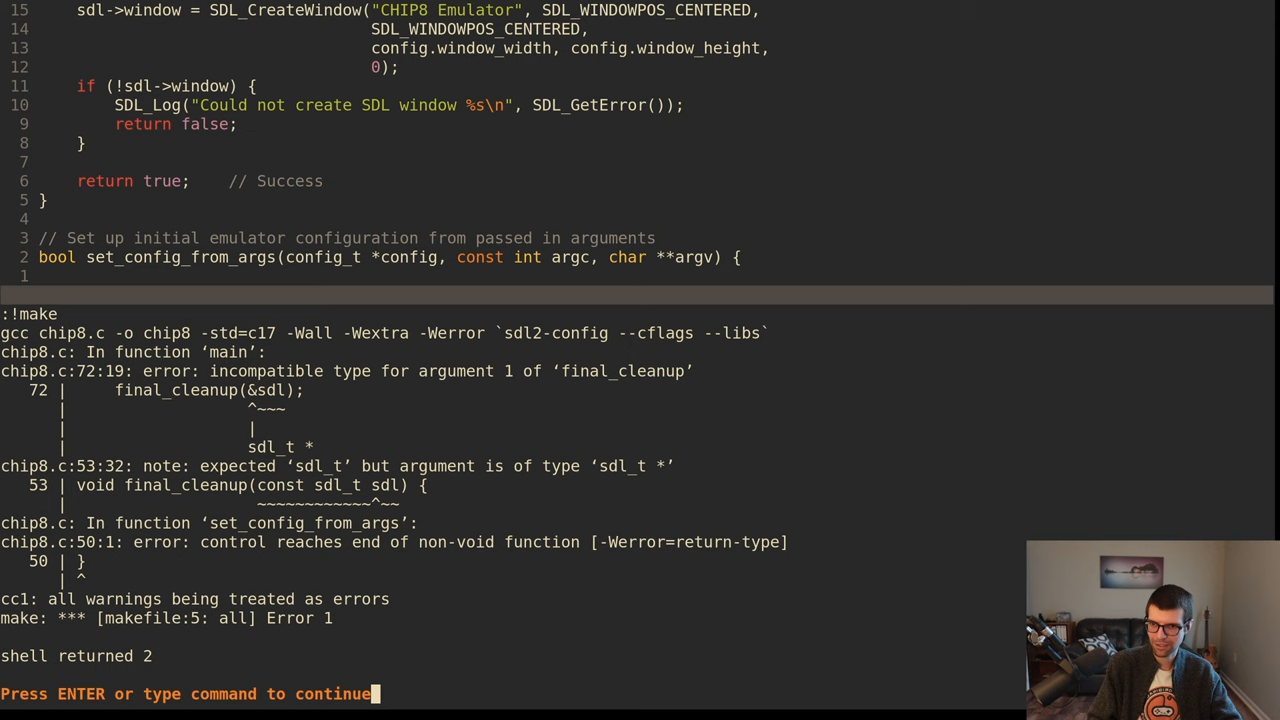 15     sdl->window = SDL_CreateWindow("CHIP8 Emulator", SDL_WINDOWPOS_CENTERED,
14                                    SDL_WINDOWPOS_CENTERED,
13                                    config.window_width, config.window_height,
12                                    0);
11     if (!sdl->window) {
10         SDL_Log("Could not create SDL window %s\n", SDL_GetError());
9         return false;
8     }
7
6     return true;    // Success
5 }
4
3 // Set up initial emulator configuration from passed in arguments
2 bool set_config_from_args(config_t *config, const int argc, char **argv) {
1
:!make
gcc chip8.c -o chip8 -std=c17 -Wall -Wextra -Werror `sdl2-config --cflags --libs`
chip8.c: In function ‘main’:
chip8.c:72:19: error: incompatible type for argument 1 of ‘final_cleanup’
   72 |     final_cleanup(&sdl);
      |                   ^~~~
      |                   |
      |                   sdl_t *
chip8.c:53:32: note: expected ‘sdl_t’ but argument is of type ‘sdl_t *’
   53 | void final_cleanup(const sdl_t sdl) {
      |                    ~~~~~~~~~~~~^~~
chip8.c: In function ‘set_config_from_args’:
chip8.c:50:1: error: control reaches end of non-void function [-Werror=return-type]
   50 | }
      | ^
cc1: all warnings being treated as errors
make: *** [makefile:5: all] Error 1
shell returned 2
Press ENTER or type command to continue